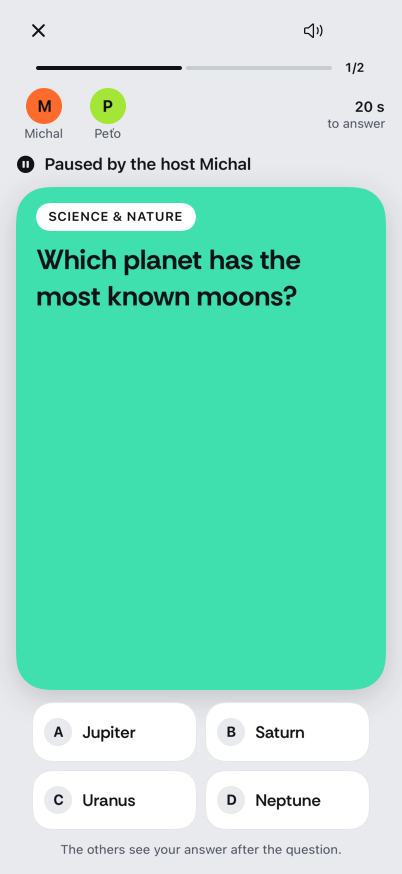 1/2
M
P
20 s
Michal
Peťo
to answer
Paused by the host Michal
SCIENCE & NATURE
Which planet has the
most known moons?
A Jupiter
B Saturn
C Uranus
D Neptune
The others see your answer after the question.